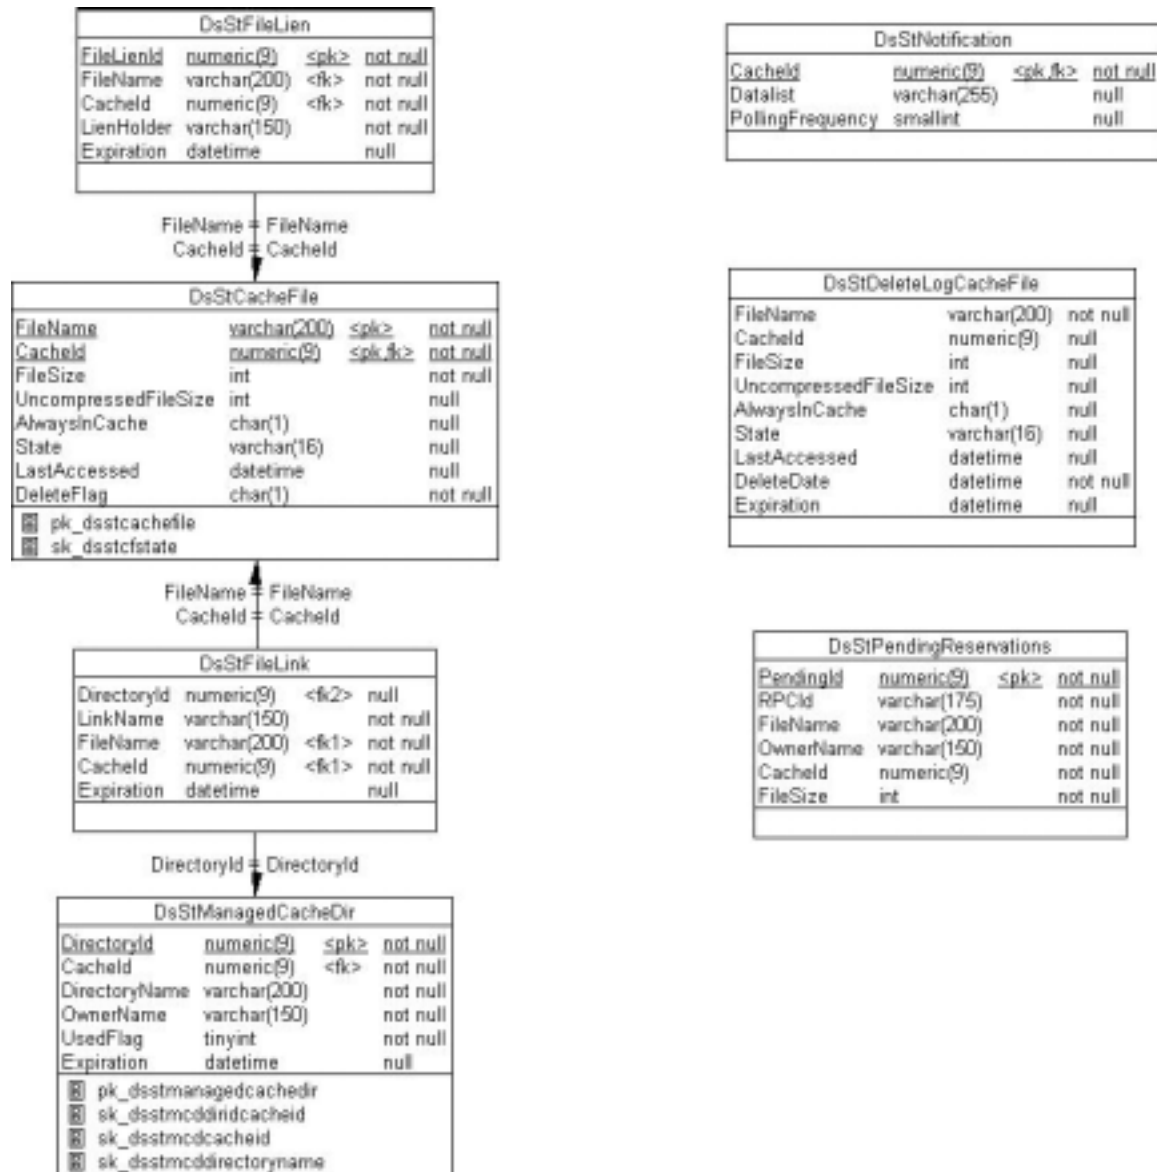 DsStFileLien
FileLienId numeric(9) <pk> not null
FileName varchar(200) <fk> not null
CacheId numeric(9) <fk> not null
LienHolder varchar(150) not null
Expiration datetime null
FileName = FileName
CacheId = CacheId
DsStCacheFile
FileName varchar(200) <pk> not null
CacheId numeric(9) <pk,fk> not null
FileSize int not null
UncompressedFileSize int null
AlwaysInCache char(1) null
State varchar(16) null
LastAccessed datetime null
DeleteFlag char(1) not null
pk_dsstcachefile
sk_dsstcfstate
FileName = FileName
CacheId = CacheId
DsStFileLink
DirectoryId numeric(9) <fk2> null
LinkName varchar(150) not null
FileName varchar(200) <fk1> not null
CacheId numeric(9) <fk1> not null
Expiration datetime null
DirectoryId = DirectoryId
DsStManagedCacheDir
DirectoryId numeric(9) <pk> not null
CacheId numeric(9) <fk> not null
DirectoryName varchar(200) not null
OwnerName varchar(150) not null
UsedFlag tinyint not null
Expiration datetime null
pk_dsstmanagedcachedir
sk_dsstmcddiridcacheid
sk_dsstmcdcacheid
sk_dsstmcddirectoryname
DsStNotification
CacheId numeric(9) <pk,fk> not null
Datalist varchar(255) null
PollingFrequency smallint null
DsStDeleteLogCacheFile
FileName varchar(200) not null
CacheId numeric(9) null
FileSize int null
UncompressedFileSize int null
AlwaysInCache char(1) null
State varchar(16) null
LastAccessed datetime null
DeleteDate datetime not null
Expiration datetime null
DsStPendingReservations
PendingId numeric(9) <pk> not null
RPCId varchar(175) not null
FileName varchar(200) not null
OwnerName varchar(150) not null
CacheId numeric(9) not null
FileSize int not null